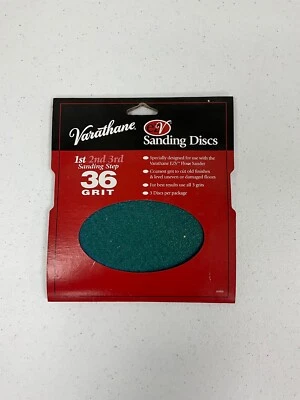 Varathane
V
Sanding Discs
1st 2nd 3rd
Sanding Step
36
GRIT
Specially designed for use with the
Varathane E/S Floor Sander
Coarsest grit to cut old finishes
& level uneven or damaged floors
For best results use all 3 grits
3 Discs per package